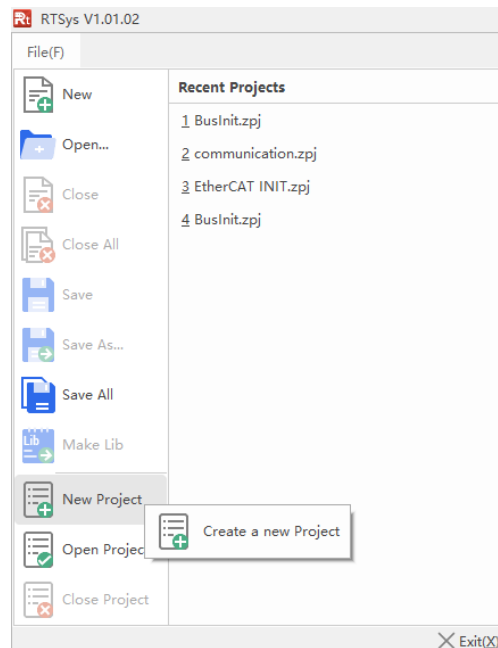 Rt RTSys V1.01.02
File(F)
New
Open...
Close
Close All
Save
Save As...
Save All
Lib Make Lib
New Project
Open Projec
Close Project
Recent Projects
1 BusInit.zpj
2 communication.zpj
3 EtherCAT INIT.zpj
4 BusInit.zpj
Create a new Project
Exit(X)